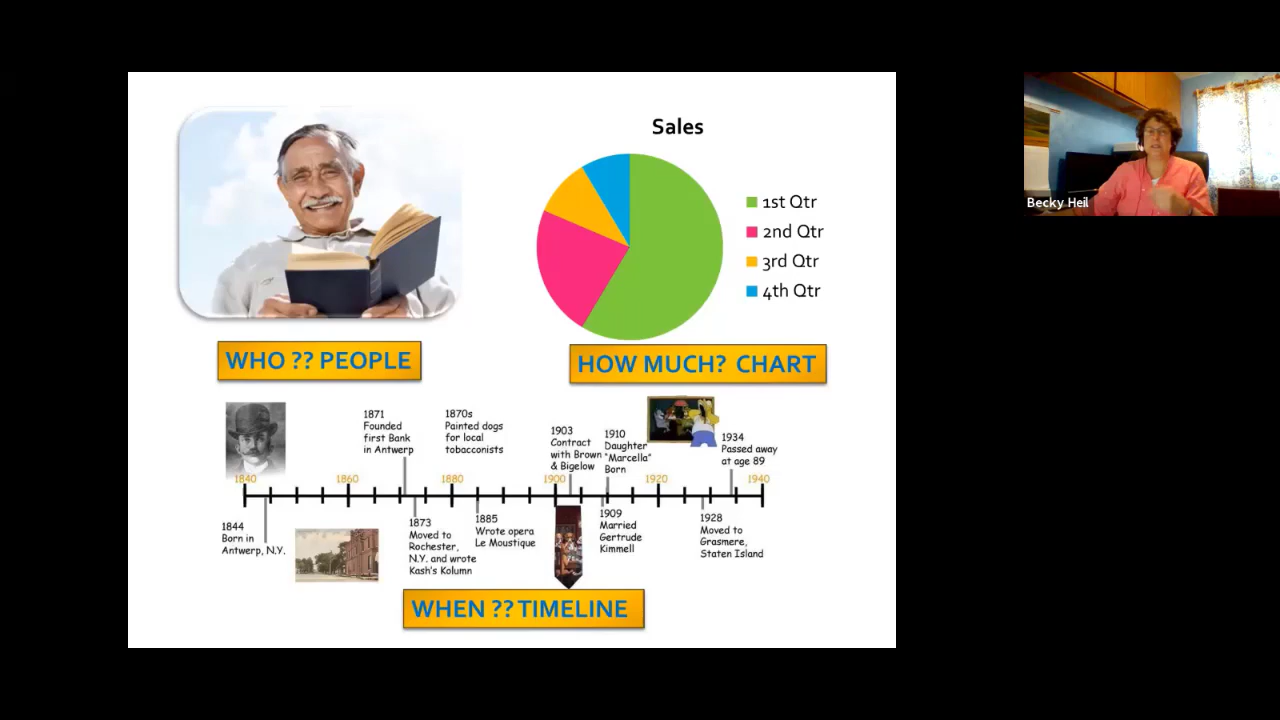 Sales
1st Qtr
2nd Qtr
3rd Qtr
4th Qtr
Becky Heil
WHO ?? PEOPLE
HOW MUCH? CHART
1871
Founded
first Bank
in Antwerp
1870s
Painted dogs
for local
tobacconists
1903
Contract
with Brown
& Bigelow
1910
Daughter
"Marcella"
Born
1934
Passed away
at age 89
1840
1860
1880
1900
1920
1940
1844
Born in
Antwerp, N.Y.
1873
Moved to
Rochester,
N.Y. and wrote
Kash's Kolumn
1885
Wrote opera
Le Moustique
1909
Married
Gertrude
Kimmell
1928
Moved to
Grasmere,
Staten Island
WHEN ?? TIMELINE